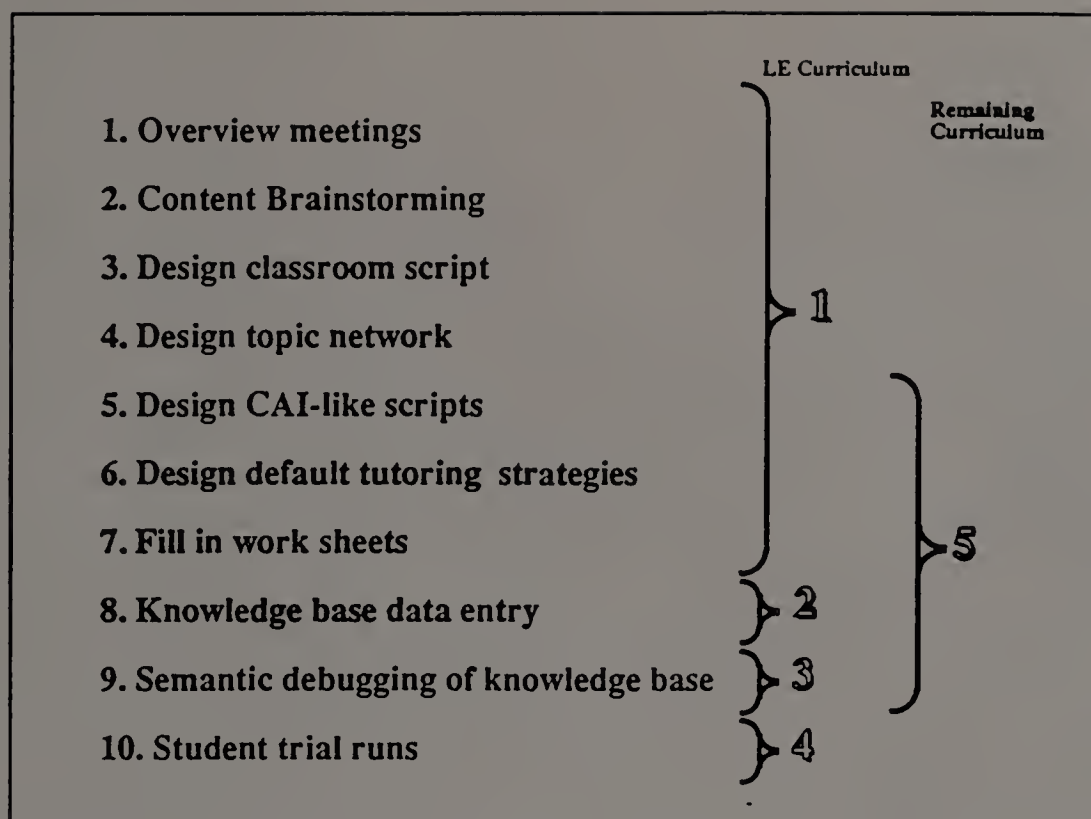 LE Curriculum
Remaining
Curriculum
1. Overview meetings
2. Content Brainstorming
3. Design classroom script
4. Design topic network
1
5. Design CAI-like scripts
6. Design default tutoring strategies
7. Fill in work sheets
5
8. Knowledge base data entry
2
9. Semantic debugging of knowledge base
3
10. Student trial runs
4